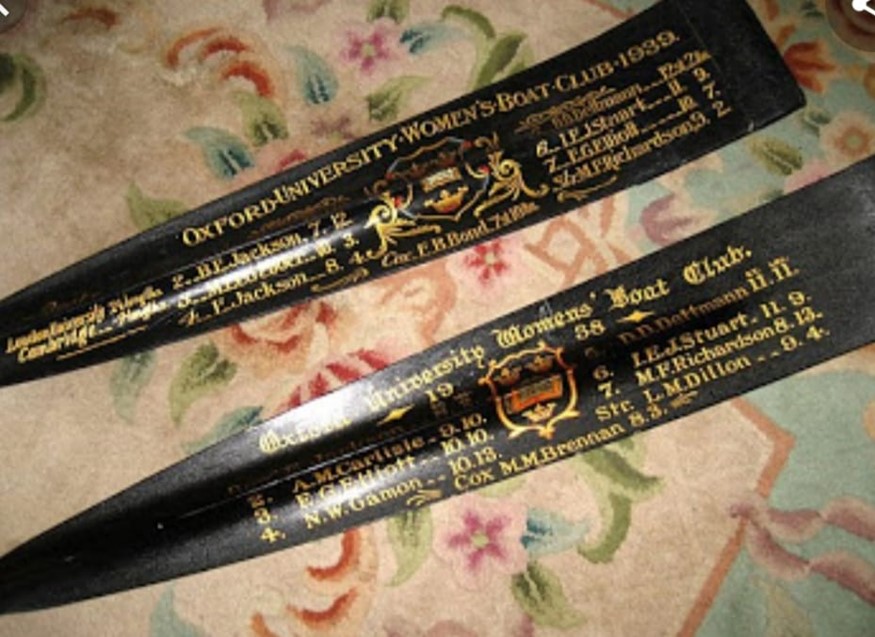 OXFORD·UNIVERSITY·WOMEN'S·BOAT·CLUB·1939.
London University
Cambridge
2.. B.E. Jackson. 7. 12.
10. 3.
4.. F. Jackson.. 8. 4.
Cox. E.B. Bond.
6.. I.E.J. Stuart... 11. 9.
7.. E.G. Elliott...... 10. 7.
Str. M.F. Richardson. 9. 2.
Oxford University Womens' Boat Club.
19 38
2. A.M. Carlisle - 9.10.
3. E.G. Elliott -- 10.10.
4. N.W. Gamon -- 10.13.
D.D. Dottmann 11. 11.
6. I.E.J. Stuart - 11. 9.
7. M.F. Richardson 8. 13.
Str. L.M. Dillon - - 9. 4.
Cox M.M. Brennan 8.3.